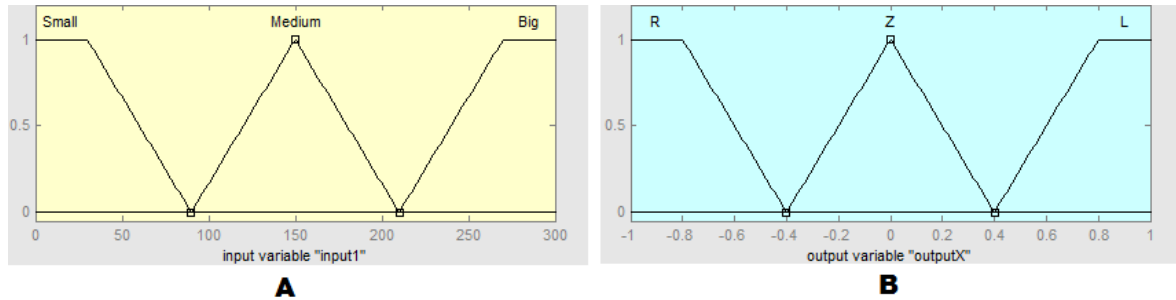 Small Medium Big
1
0.5
0
0 50 100 150 200 250 300
input variable "input1"
A
R Z L
1
0.5
0
-1 -0.8 -0.6 -0.4 -0.2 0 0.2 0.4 0.6 0.8 1
output variable "outputX"
B